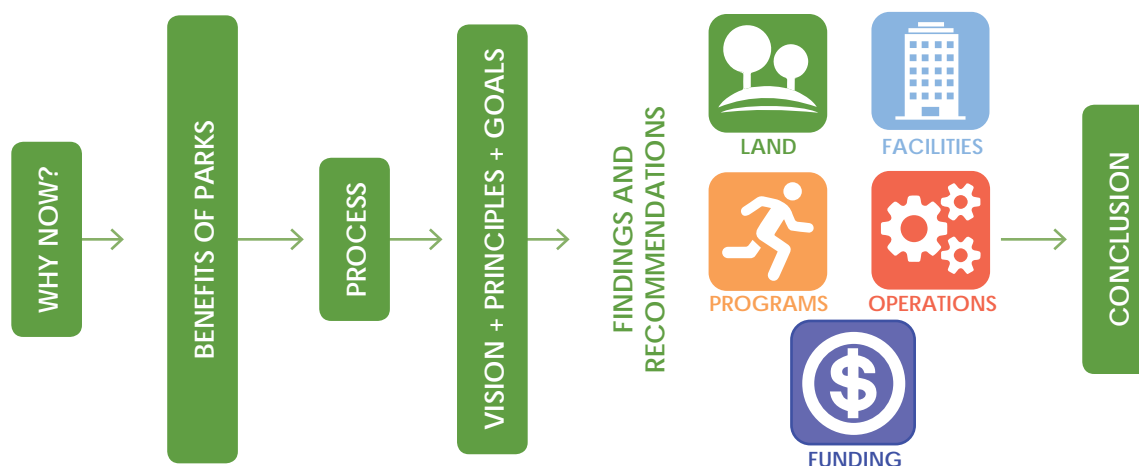 WHY NOW?
BENEFITS OF PARKS
PROCESS
VISION + PRINCIPLES + GOALS
FINDINGS AND
RECOMMENDATIONS
LAND
FACILITIES
PROGRAMS
OPERATIONS
$
FUNDING
CONCLUSION